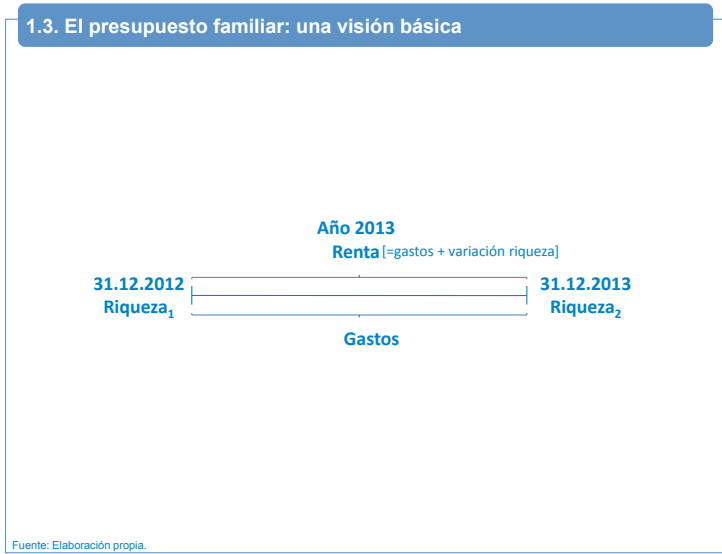 1.3. El presupuesto familiar: una visión básica
Año 2013
Renta [=gastos + variación riqueza]
31.12.2012
Riqueza₁
31.12.2013
Riqueza₂
Gastos
Fuente: Elaboración propia.